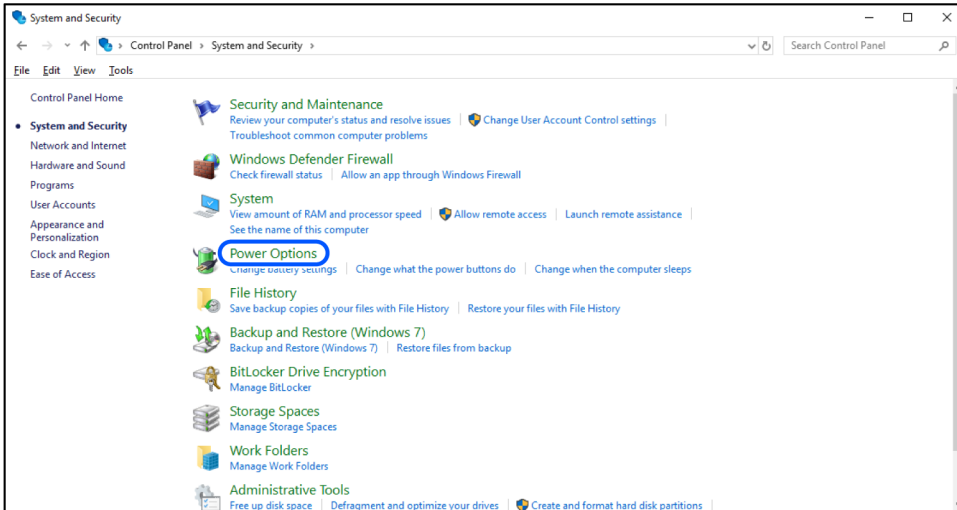 System and Security
Control Panel > System and Security >
Search Control Panel
File Edit View Tools
Control Panel Home
System and Security
Network and Internet
Hardware and Sound
Programs
User Accounts
Appearance and
Personalization
Clock and Region
Ease of Access
Security and Maintenance
Review your computer's status and resolve issues | Change User Account Control settings |
Troubleshoot common computer problems
Windows Defender Firewall
Check firewall status | Allow an app through Windows Firewall
System
View amount of RAM and processor speed | Allow remote access | Launch remote assistance |
See the name of this computer
Power Options
Change battery settings | Change what the power buttons do | Change when the computer sleeps
File History
Save backup copies of your files with File History | Restore your files with File History
Backup and Restore (Windows 7)
Backup and Restore (Windows 7) | Restore files from backup
BitLocker Drive Encryption
Manage BitLocker
Storage Spaces
Manage Storage Spaces
Work Folders
Manage Work Folders
Administrative Tools
Free up disk space | Defragment and optimize your drives | Create and format hard disk partitions |